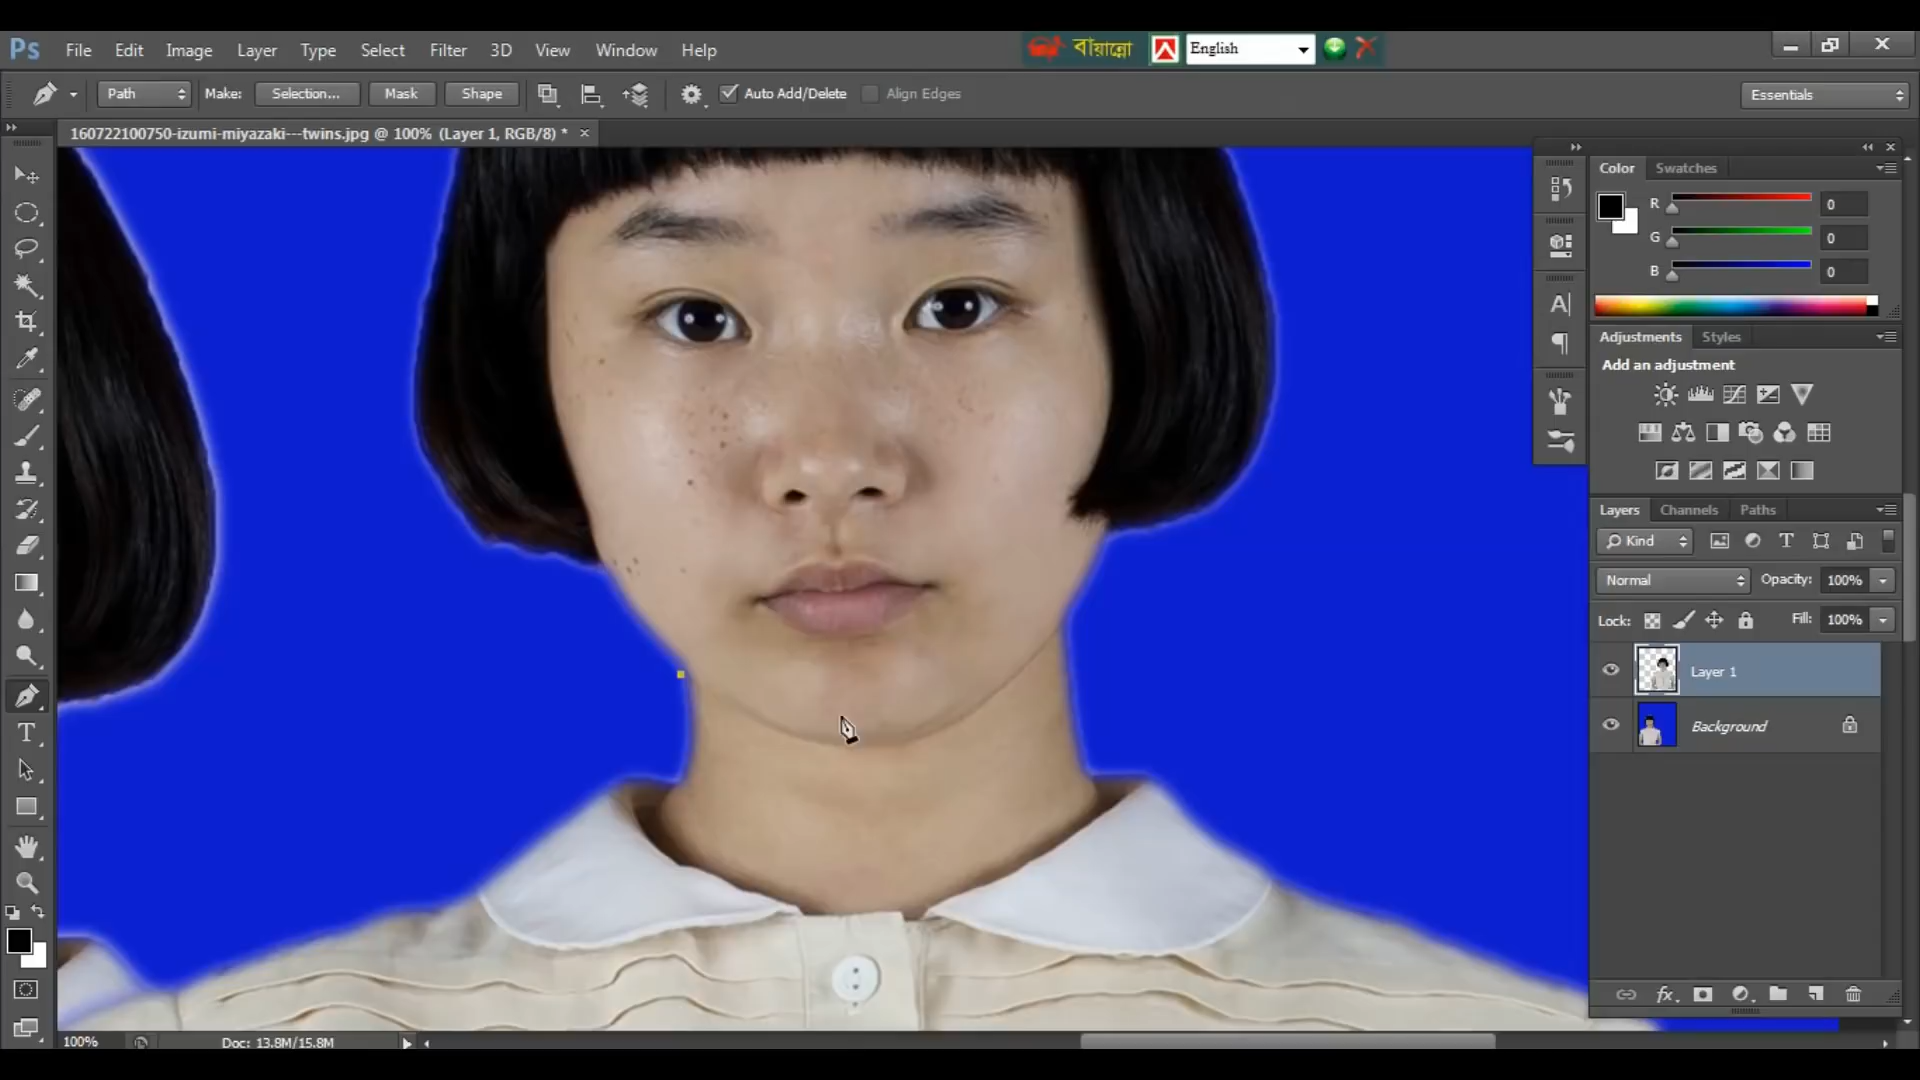 Ps File Edit Image Layer Type Select Filter 3D View Window Help
বায়ান্নো English
Path Make: Selection... Mask Shape Auto Add/Delete Align Edges Essentials
160722100750-izumi-miyazaki---twins.jpg @ 100% (Layer 1, RGB/8) *
Color Swatches
R 0
G 0
B 0
Adjustments Styles
Add an adjustment
Layers Channels Paths
Kind
Normal Opacity: 100%
Lock: Fill: 100%
Layer 1
Background
100% Doc: 13.8M/15.8M